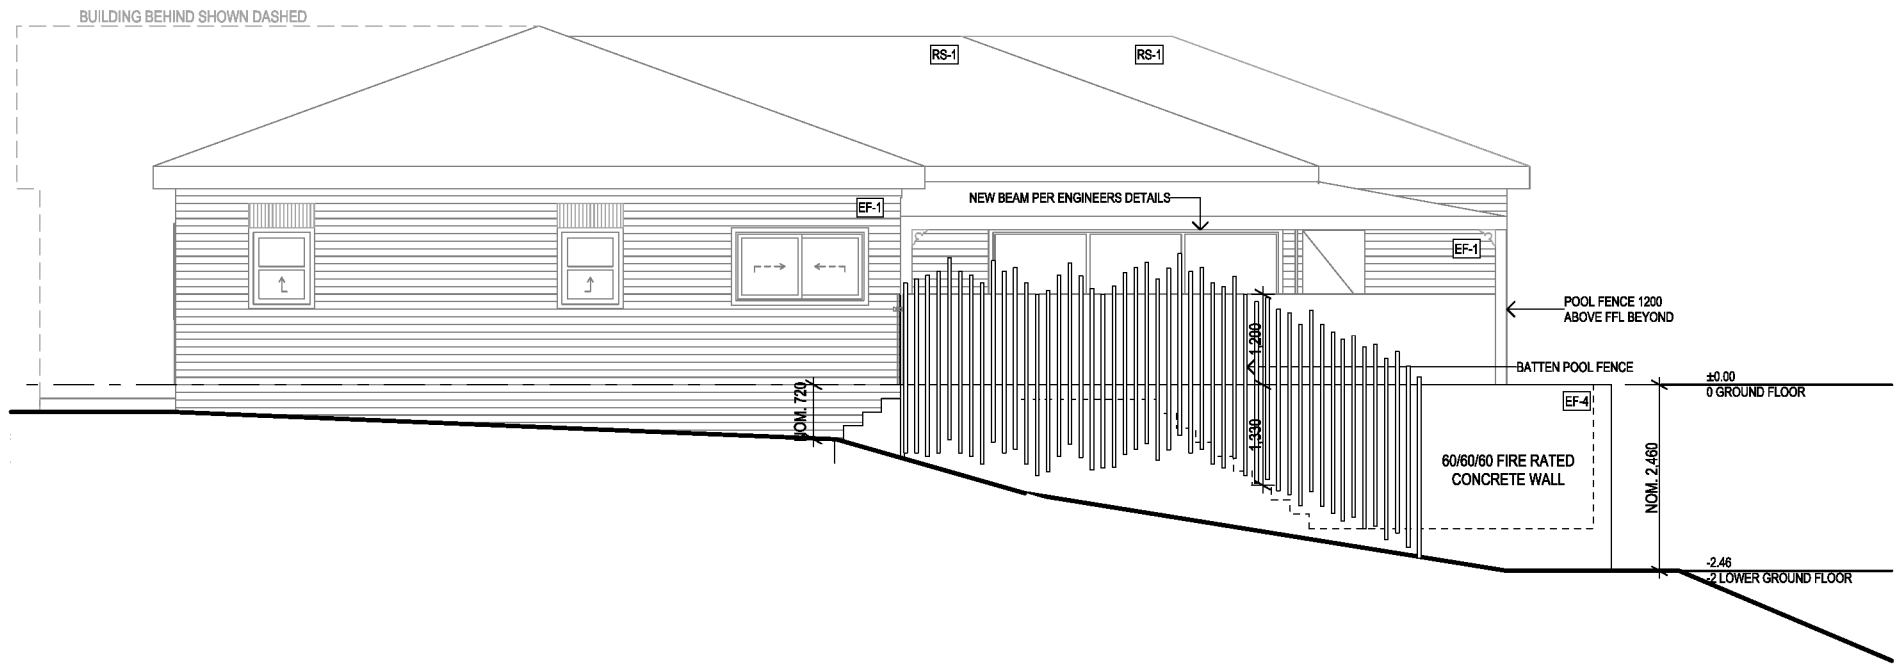 BUILDING BEHIND SHOWN DASHED
RS-1
RS-1
NEW BEAM PER ENGINEERS DETAILS
EF-1
EF-1
POOL FENCE 1200
ABOVE FFL BEYOND
1,200
BATTEN POOL FENCE
±0.00
0 GROUND FLOOR
NOM. 720
EF-4
1,330
60/60/60 FIRE RATED
CONCRETE WALL
NOM. 2,460
-2.46
-2 LOWER GROUND FLOOR